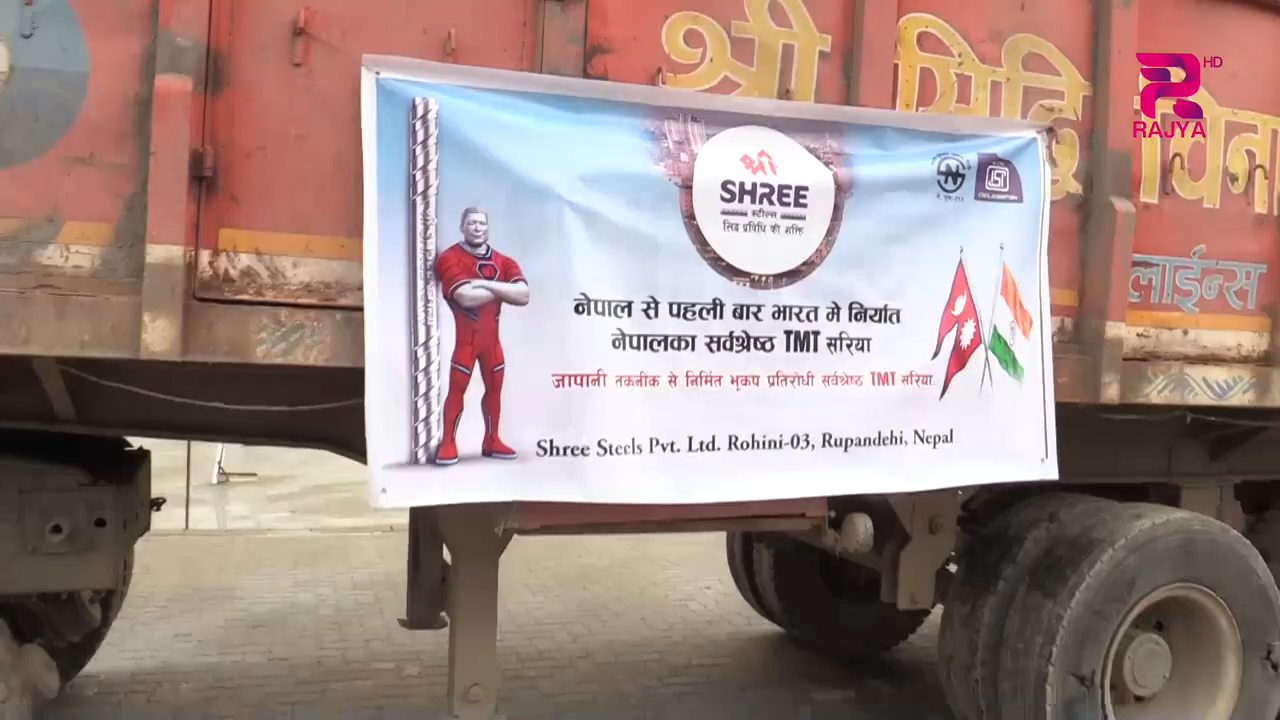 श्री सिद्धि विना
लाईन्स
HD
RAJYA
श्री
SHREE
स्टील्स
सिद्ध प्रविधि की शक्ति
नेपाल से पहली बार भारत मे निर्यात
नेपालका सर्वश्रेष्ठ TMT सरिया
जापानी तकनीक से निर्मित भूकंप प्रतिरोधी सर्वश्रेष्ठ TMT सरिया
Shree Steels Pvt. Ltd. Rohini-03, Rupandehi, Nepal